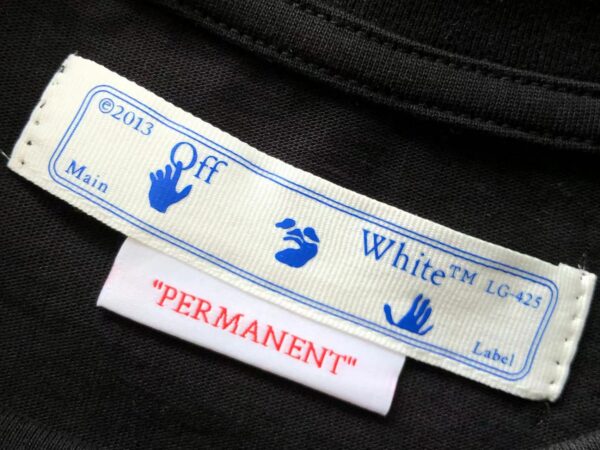 ©2013
Off
Main
White™
LG-425
Label
"PERMANENT"